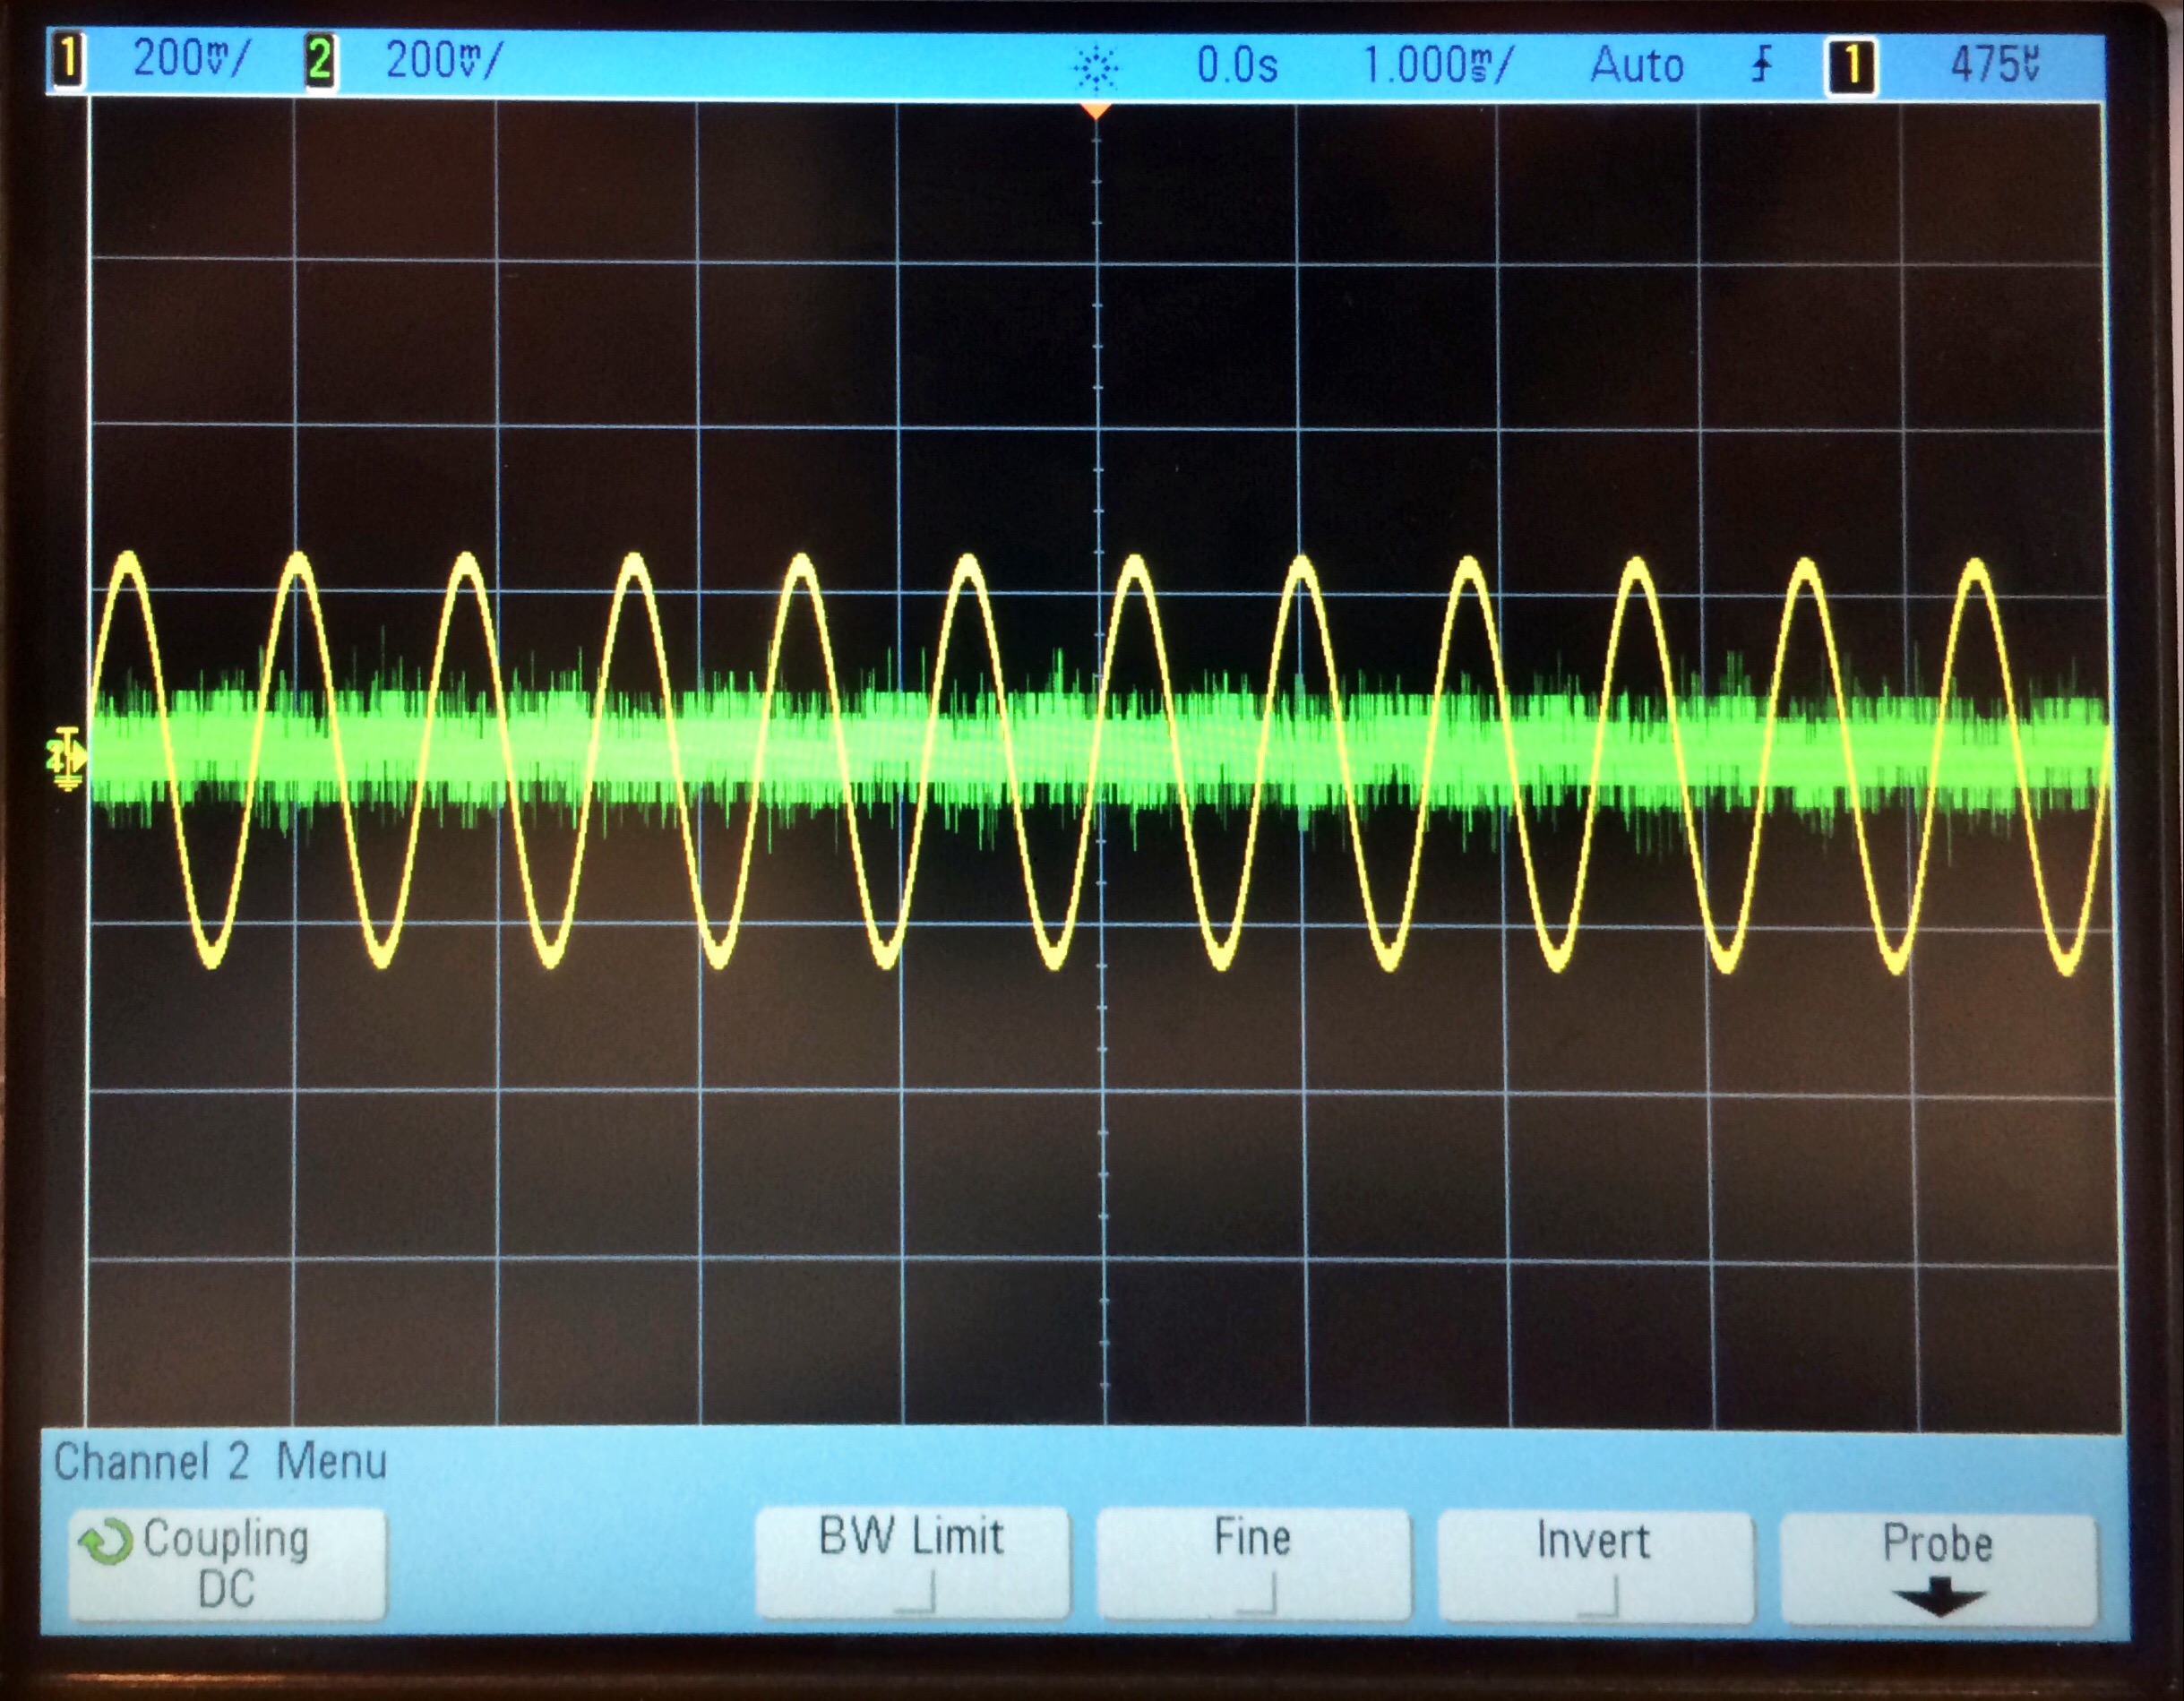 1 200mV/ 2 200mV/ 0.0s 1.000ms/ Auto 1 475µV
Channel 2 Menu
Coupling BW Limit Fine Invert Probe
DC